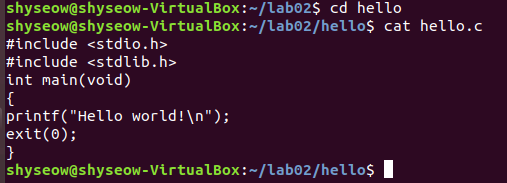 shyseow@shyseow-VirtualBox:~/lab02$ cd hello
shyseow@shyseow-VirtualBox:~/lab02/hello$ cat hello.c
#include <stdio.h>
#include <stdlib.h>
int main(void)
{
printf("Hello world!\n");
exit(0);
}
shyseow@shyseow-VirtualBox:~/lab02/hello$